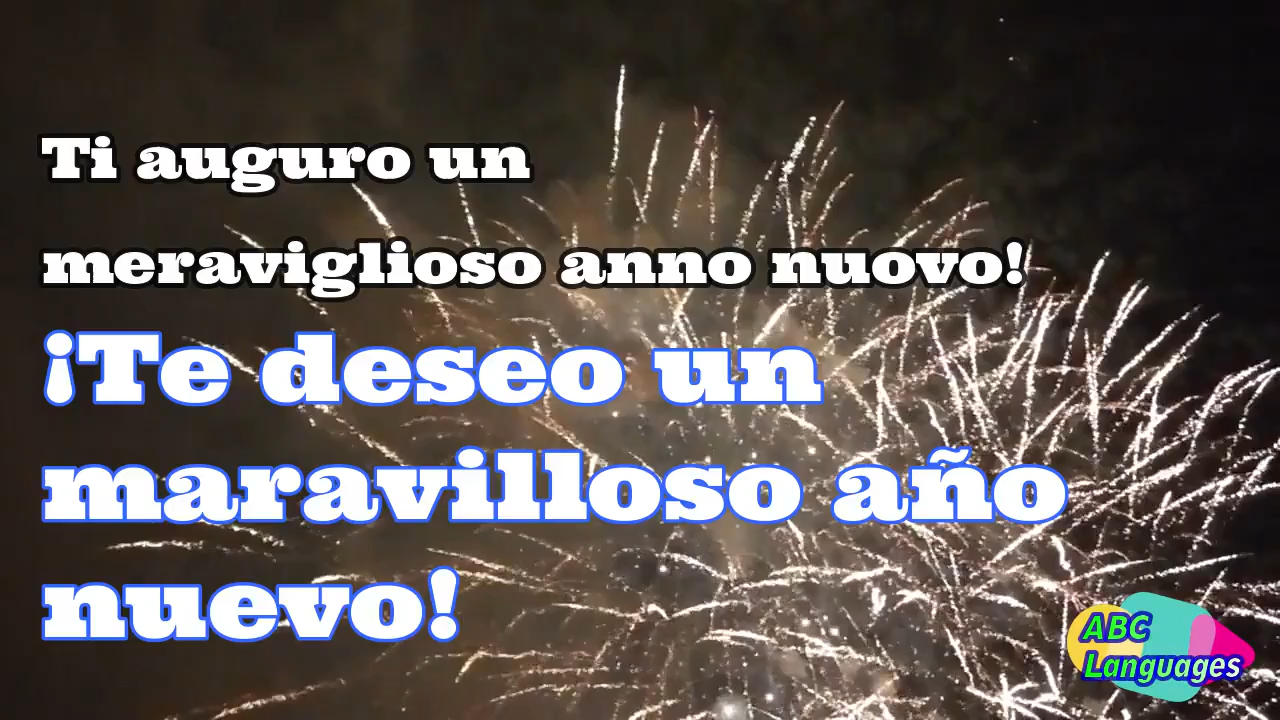 Ti auguro un
meraviglioso anno nuovo!
¡Te deseo un
maravilloso año
nuevo!
ABC
Languages